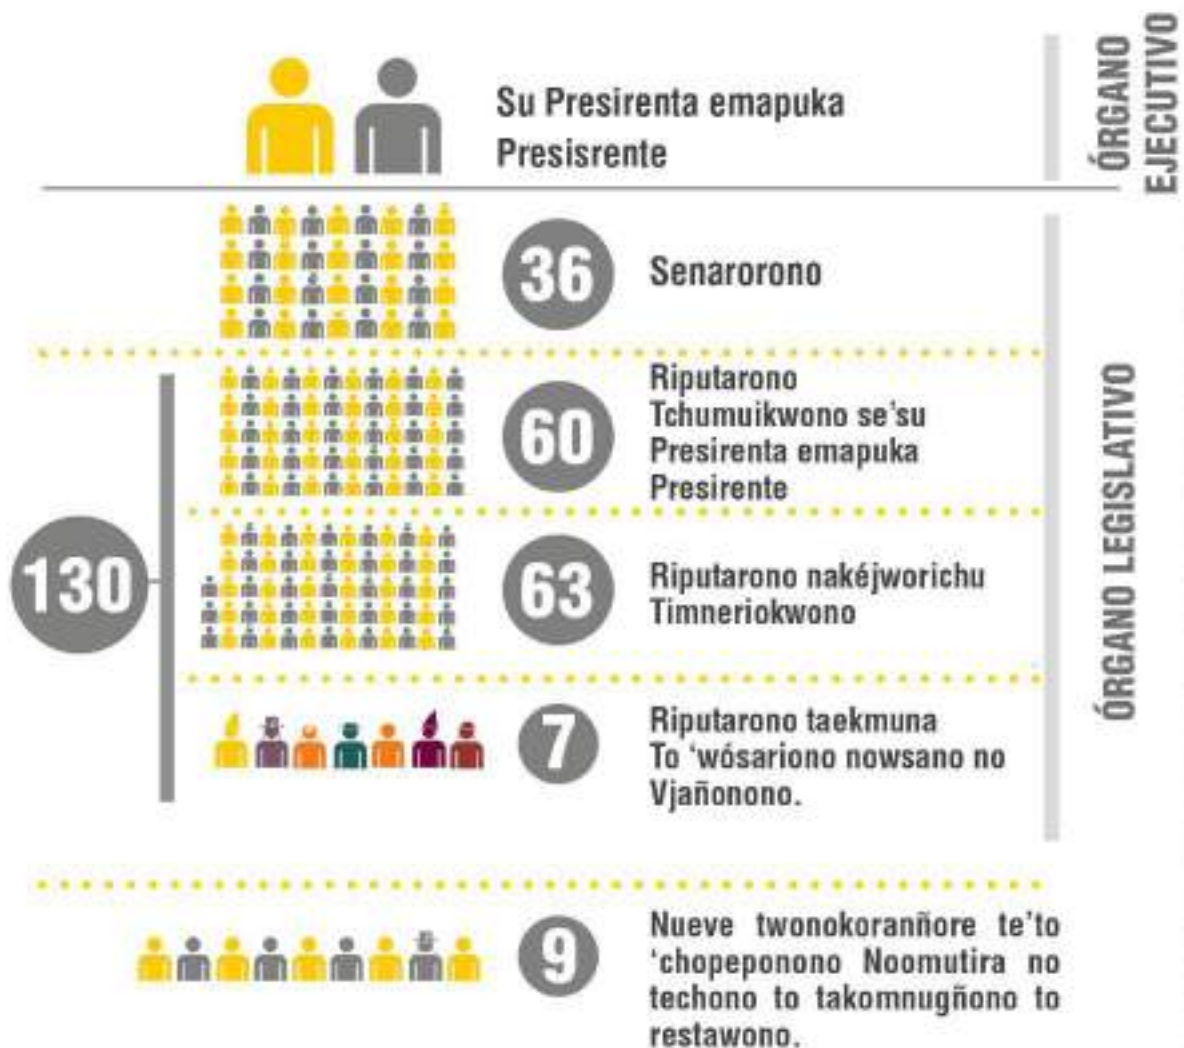 Su Presirenta emapuka
Presisrente
ÓRGANO
EJECUTIVO
36
Senarorono
60
Riputarono
Tchumuikwono se'su
Presirenta emapuka
Presirente
130
63
Riputarono nakéjworichu
Timneriokwono
7
Riputarono taekmuna
To 'wósariono nowsano no
Vjañonono.
ÓRGANO LEGISLATIVO
9
Nueve twonokoranñore te'to
'chopeponono Noomutira no
techono to takomnugñono to
restawono.